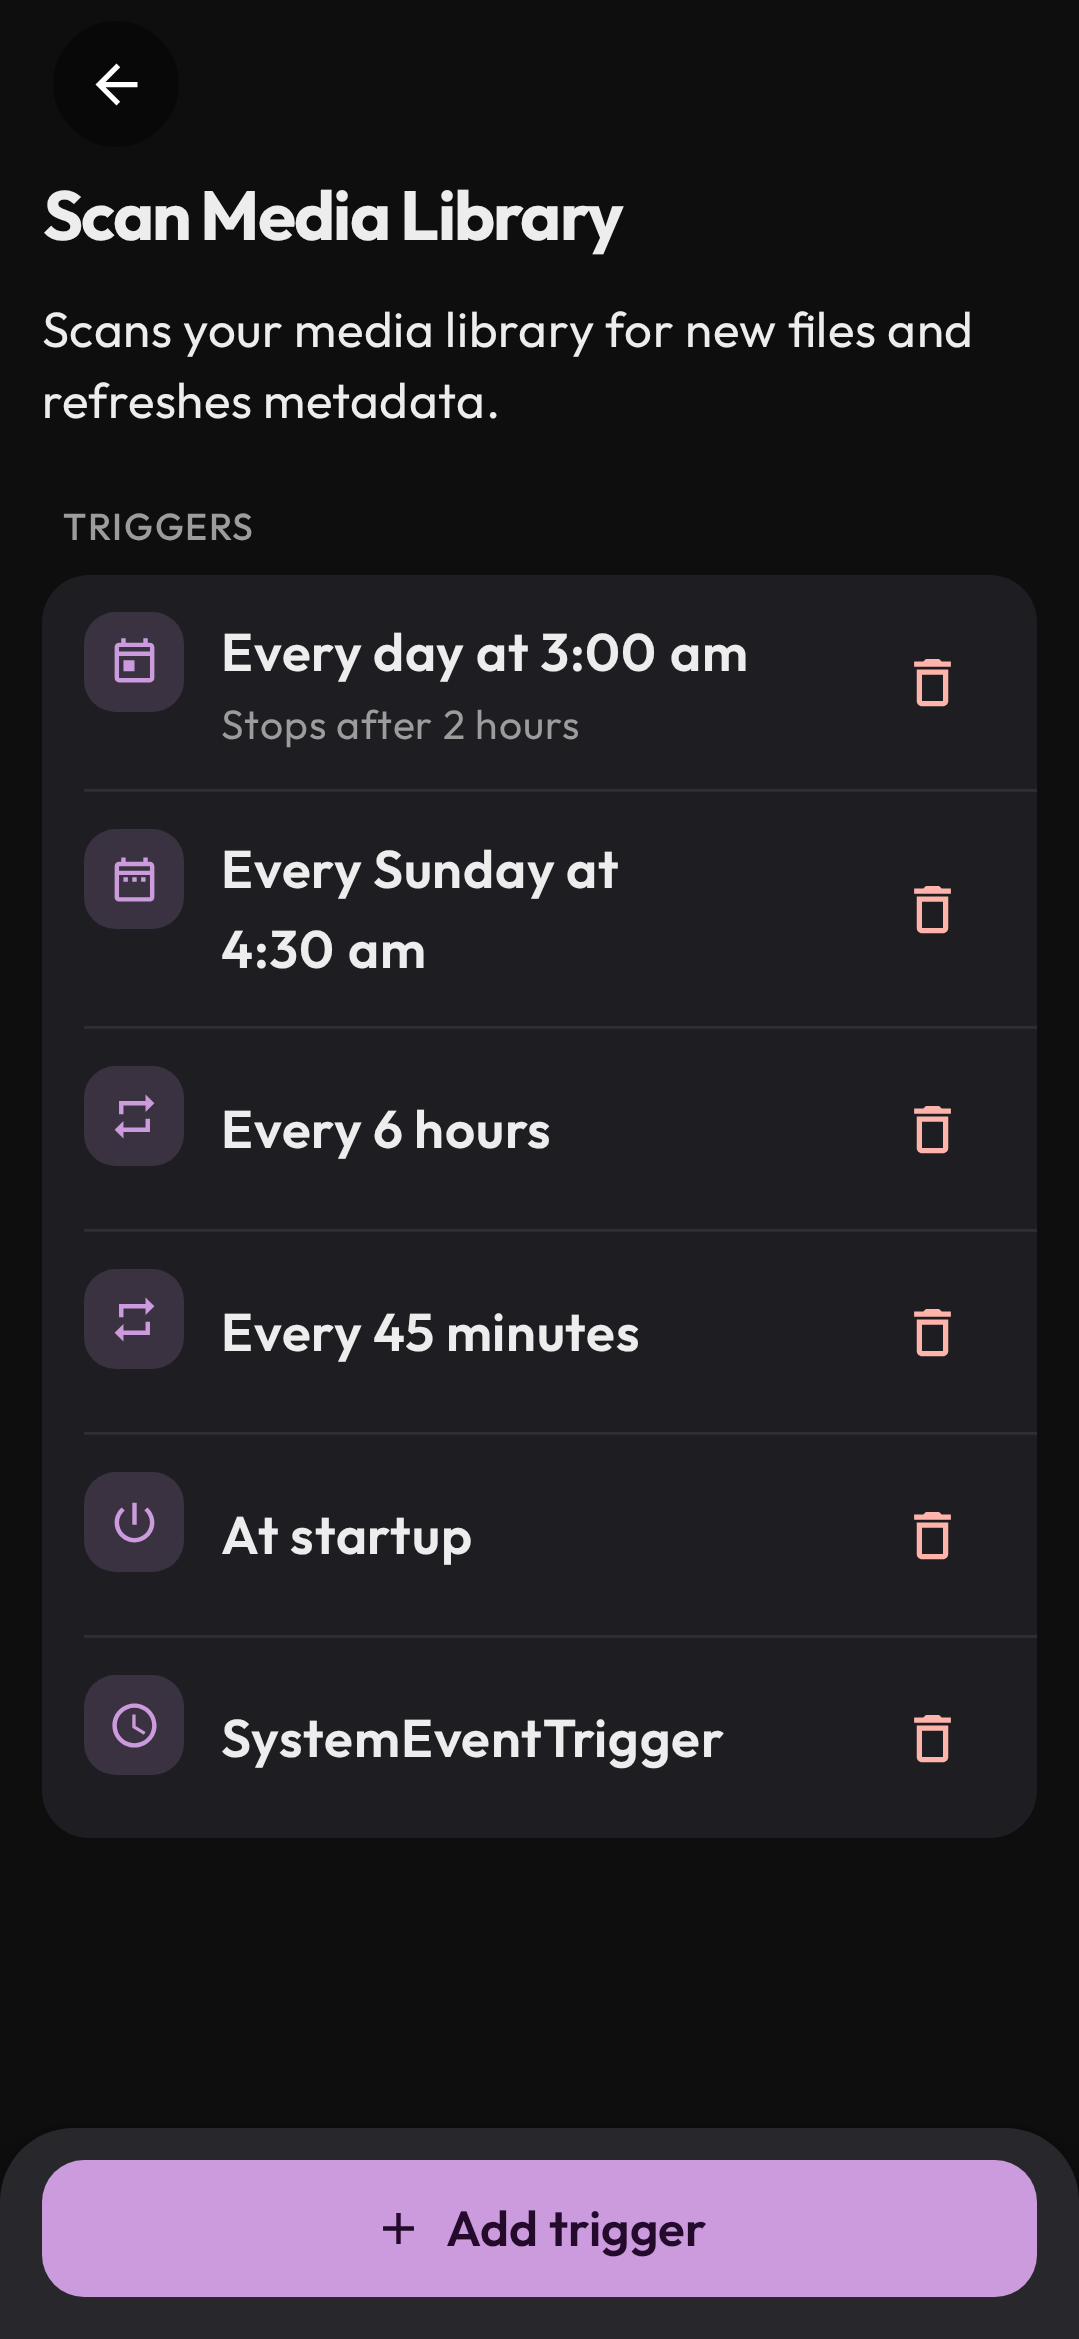 Scan Media Library
Scans your media library for new files and
refreshes metadata.
TRIGGERS
Every day at 3:00 am
Stops after 2 hours
Every Sunday at
4:30 am
Every 6 hours
Every 45 minutes
At startup
SystemEventTrigger
+ Add trigger